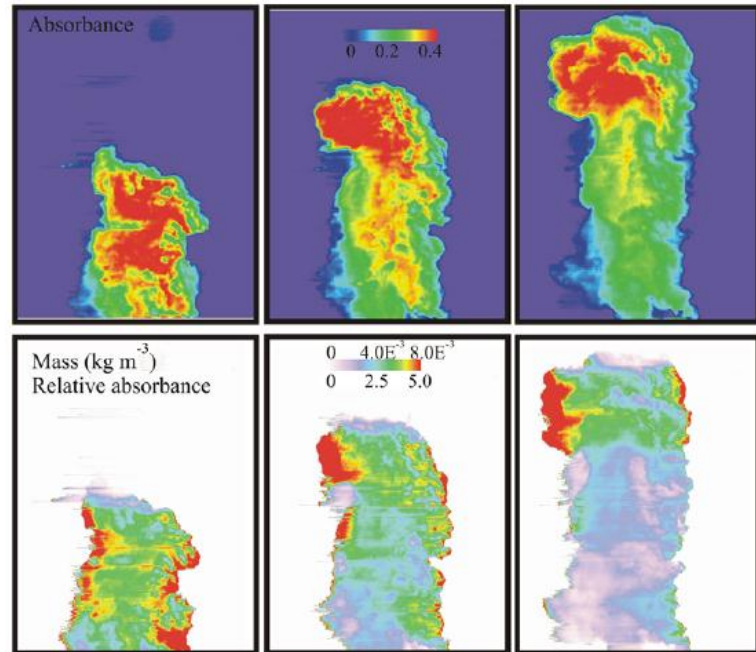 Absorbance
0 0.2 0.4
Mass (kg m⁻³)
Relative absorbance
0 4.0E⁻³ 8.0E⁻³
0 2.5 5.0